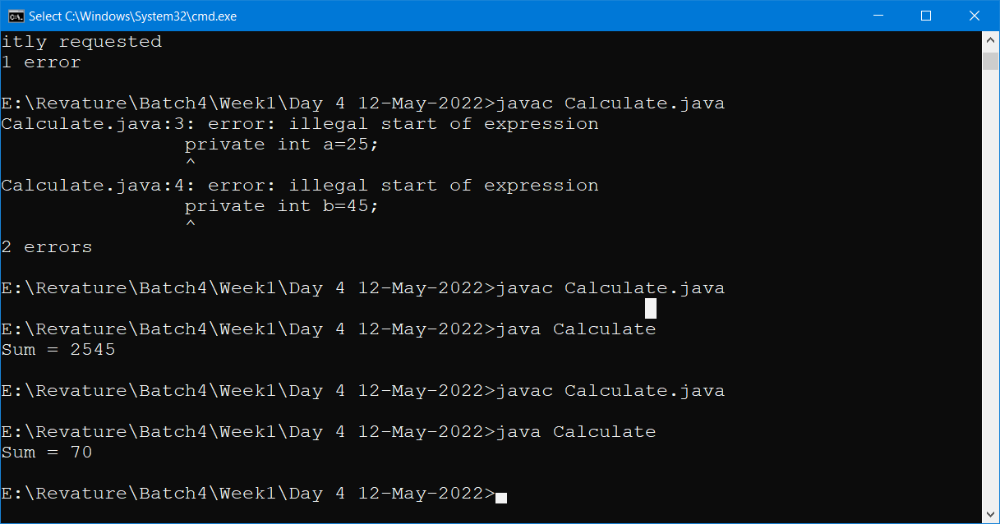 Select C:\Windows\System32\cmd.exe
itly requested
1 error
E:\Revature\Batch4\Week1\Day 4 12-May-2022>javac Calculate.java
Calculate.java:3: error: illegal start of expression
                private int a=25;
                ^
Calculate.java:4: error: illegal start of expression
                private int b=45;
                ^
2 errors
E:\Revature\Batch4\Week1\Day 4 12-May-2022>javac Calculate.java
E:\Revature\Batch4\Week1\Day 4 12-May-2022>java Calculate
Sum = 2545
E:\Revature\Batch4\Week1\Day 4 12-May-2022>javac Calculate.java
E:\Revature\Batch4\Week1\Day 4 12-May-2022>java Calculate
Sum = 70
E:\Revature\Batch4\Week1\Day 4 12-May-2022>